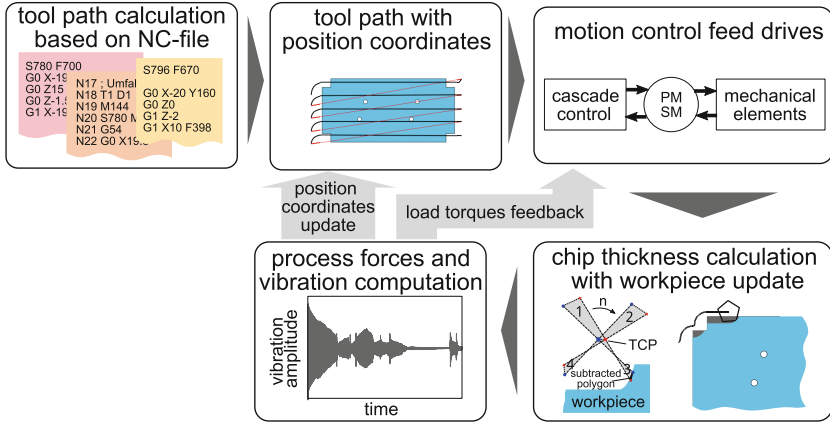 tool path calculation
based on NC-file
S780 F700
G0 X-19
G0 Z15
G0 Z-1.5
G1 X-19
N17 ; Umfal
N18 T1 D1
N19 M144
N20 S780 M
N21 G54
N22 G0 X19.5
S796 F670
G0 X-20 Y160
G0 Z0
G1 Z-2
G1 X10 F398
tool path with
position coordinates
motion control feed drives
cascade
control
PM
SM
mechanical
elements
position
coordinates
update
load torques feedback
process forces and
vibration computation
vibration
amplitude
time
chip thickness calculation
with workpiece update
1
n
2
TCP
4
3
subtracted
polygon
workpiece